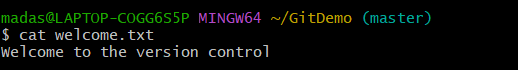 madas@LAPTOP-COGG6S5P MINGW64 ~/GitDemo (master)
$ cat welcome.txt
Welcome to the version control